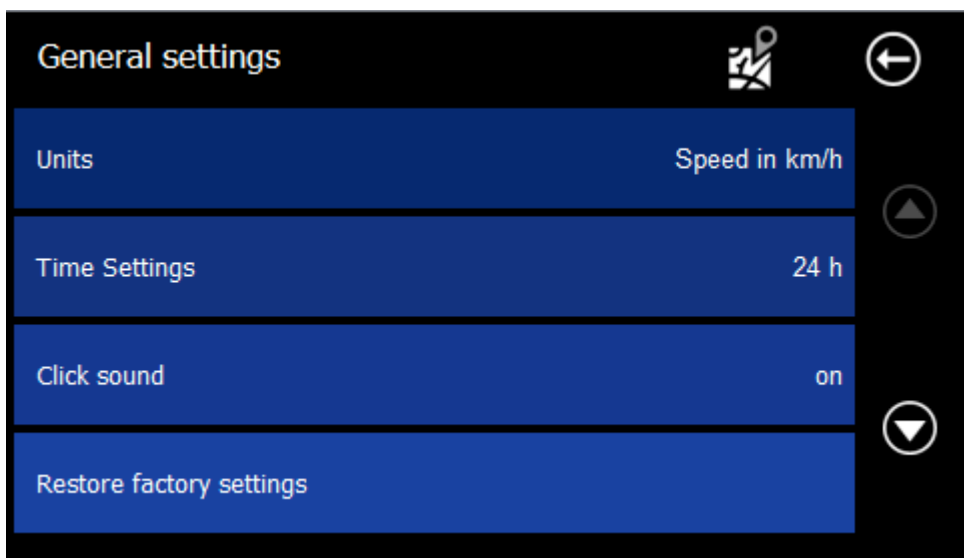 General settings
Units Speed in km/h
Time Settings 24 h
Click sound on
Restore factory settings